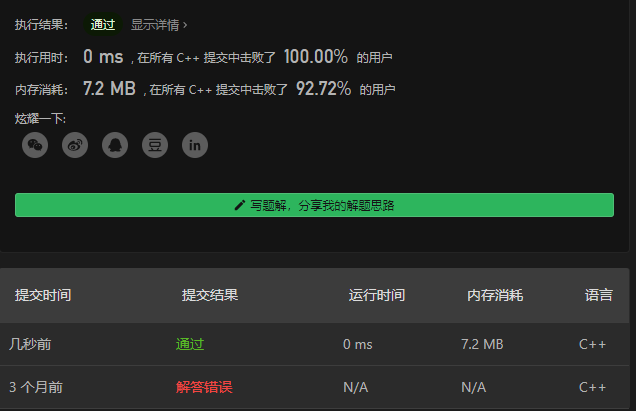 执行结果： 通过 显示详情 >
执行用时： 0 ms , 在所有 C++ 提交中击败了 100.00% 的用户
内存消耗： 7.2 MB , 在所有 C++ 提交中击败了 92.72% 的用户
炫耀一下:
豆 in
写题解，分享我的解题思路
提交时间 提交结果 运行时间 内存消耗 语言
几秒前 通过 0 ms 7.2 MB C++
3 个月前 解答错误 N/A N/A C++